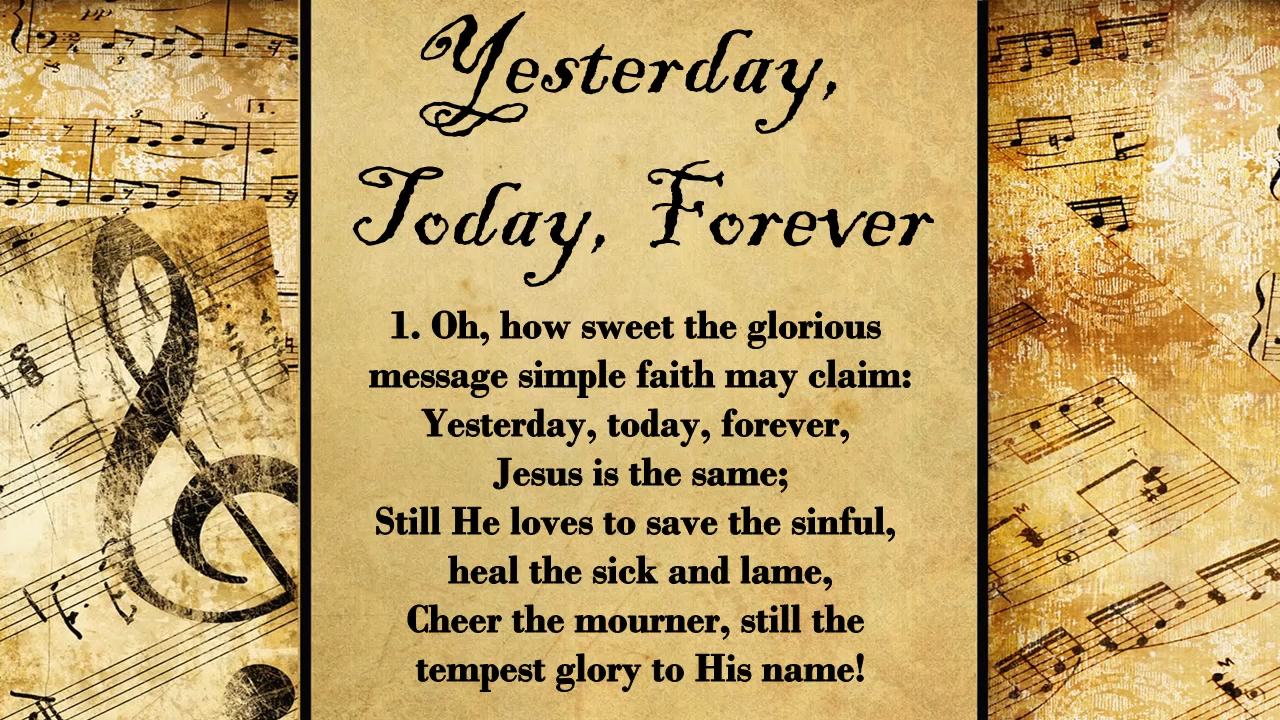 Yesterday,
Today, Forever
1. Oh, how sweet the glorious
message simple faith may claim:
Yesterday, today, forever,
Jesus is the same;
Still He loves to save the sinful,
heal the sick and lame,
Cheer the mourner, still the
tempest glory to His name!